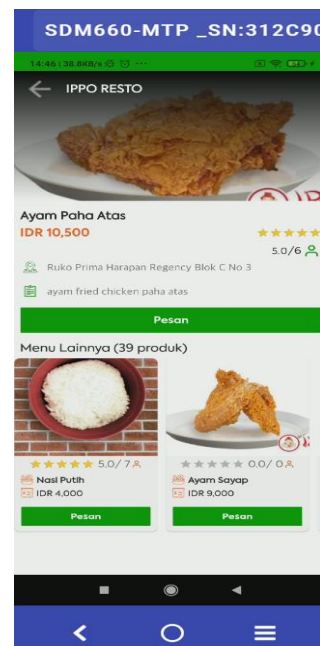 SDM660-MTP _SN:312C90
14:46 | 38.8KB/s
IPPO RESTO
Ayam Paha Atas
IDR 10,500
5.0/6
Ruko Prima Harapan Regency Blok C No 3
ayam fried chicken paha atas
Pesan
Menu Lainnya (39 produk)
5.0/ 7
Nasi Putih
IDR 4,000
Pesan
0.0/ 0
Ayam Sayap
IDR 9,000
Pesan